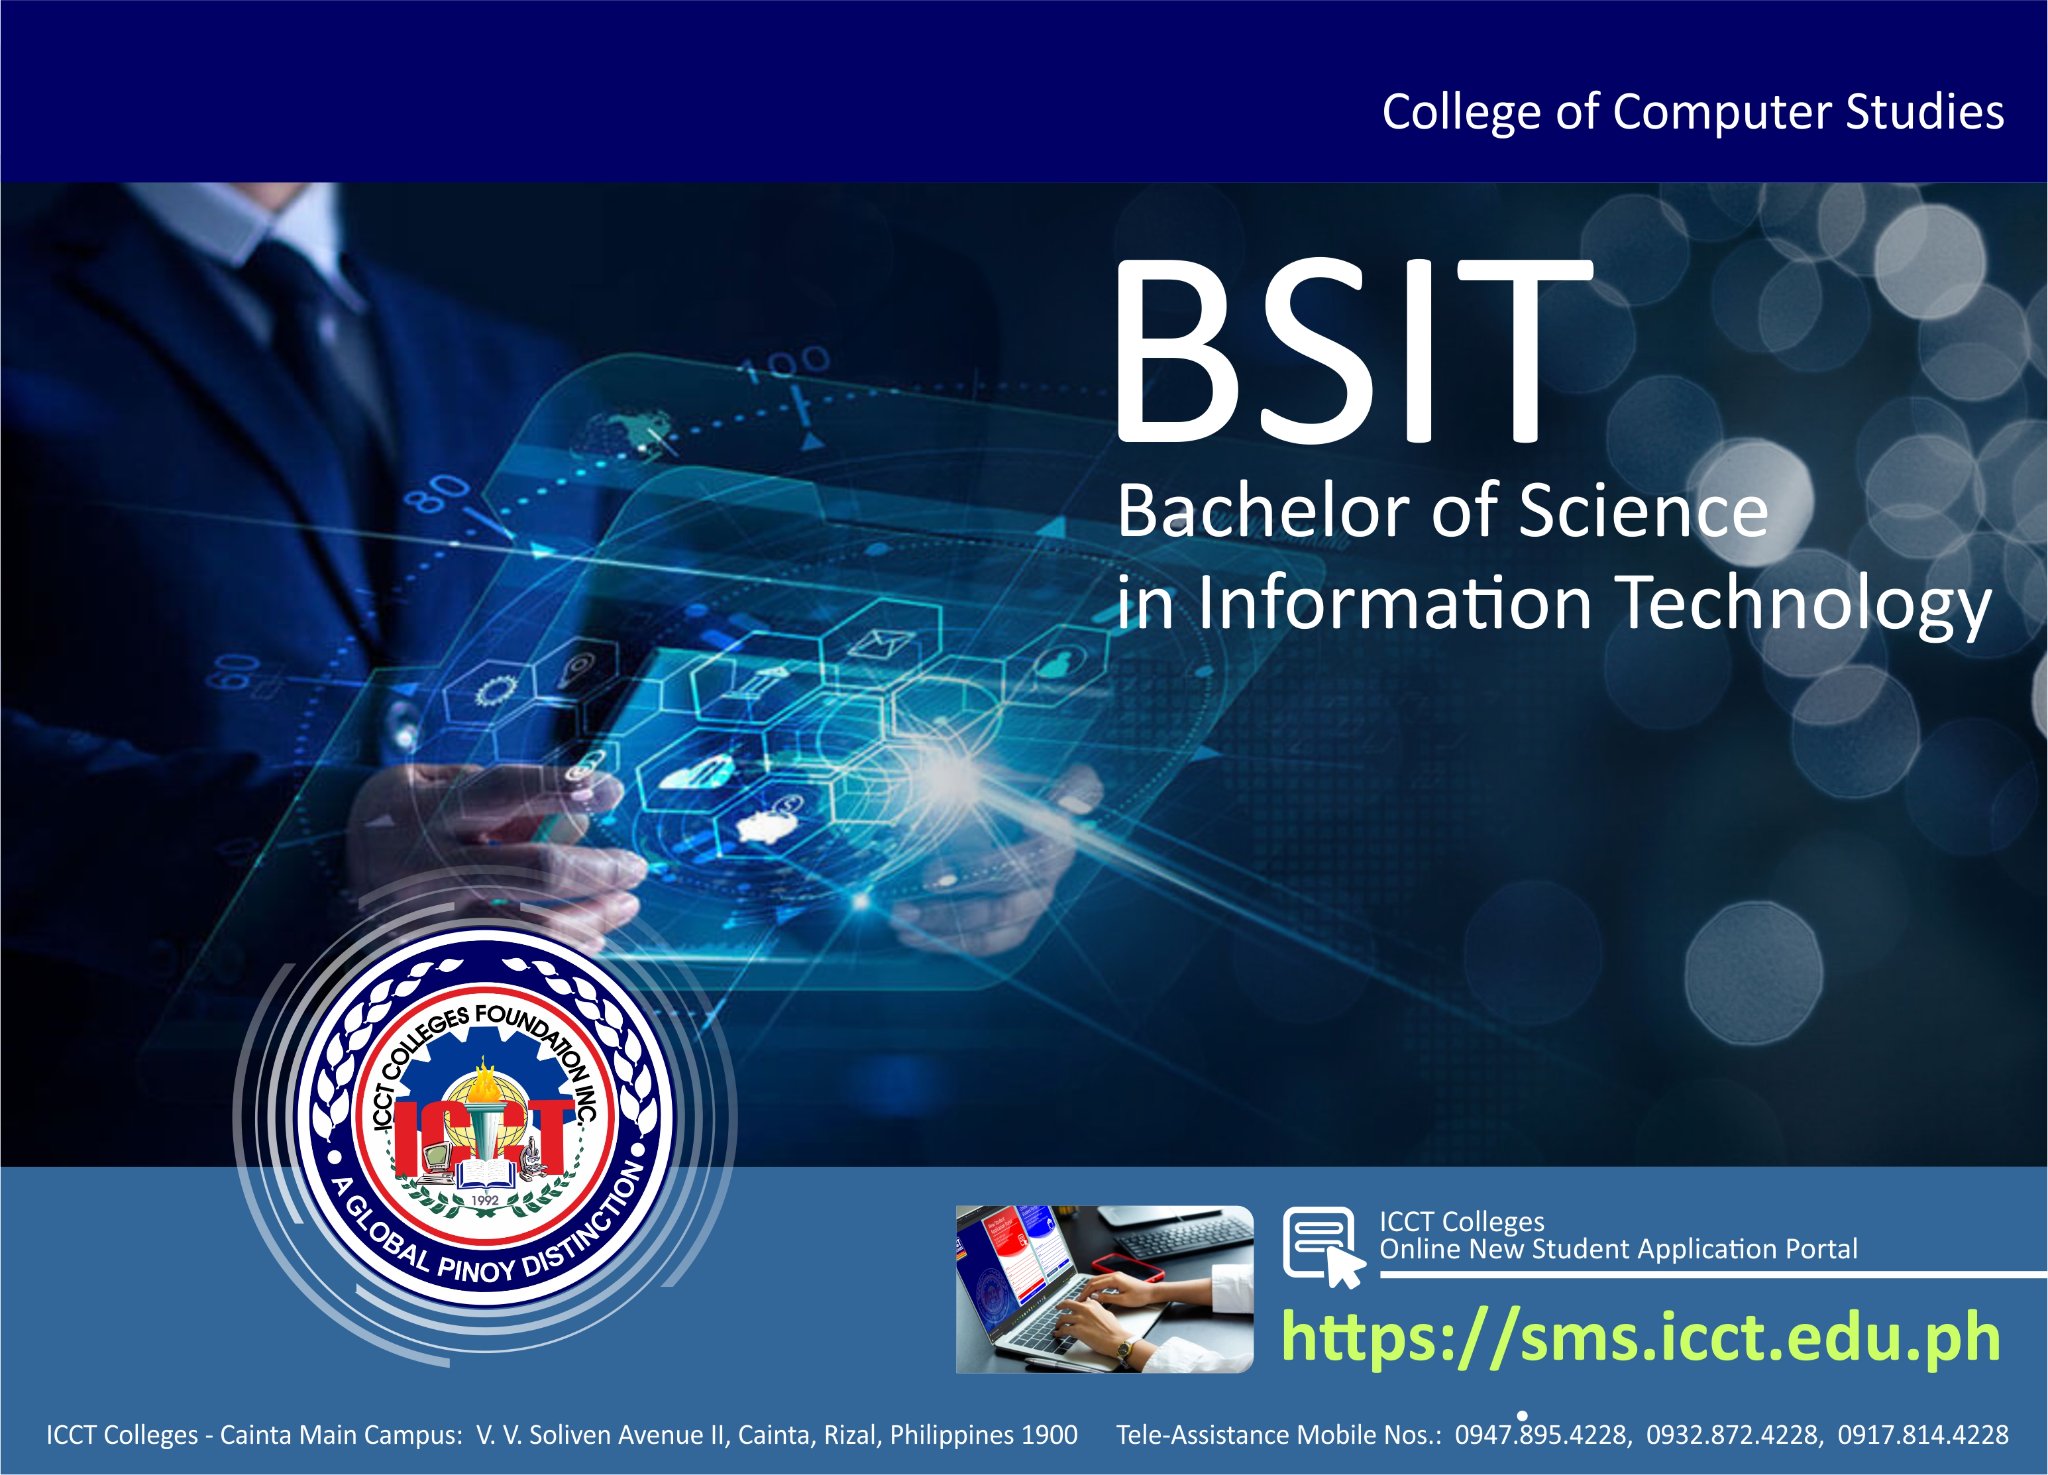 College of Computer Studies
BSIT
Bachelor of Science
in Information Technology
100
80
60
ICCT COLLEGES FOUNDATION INC.
ICCT
1992
• A GLOBAL PINOY DISTINCTION •
ICCT Colleges
Online New Student Application Portal
https://sms.icct.edu.ph
ICCT Colleges - Cainta Main Campus: V. V. Soliven Avenue II, Cainta, Rizal, Philippines 1900 Tele-Assistance Mobile Nos.: 0947.895.4228, 0932.872.4228, 0917.814.4228